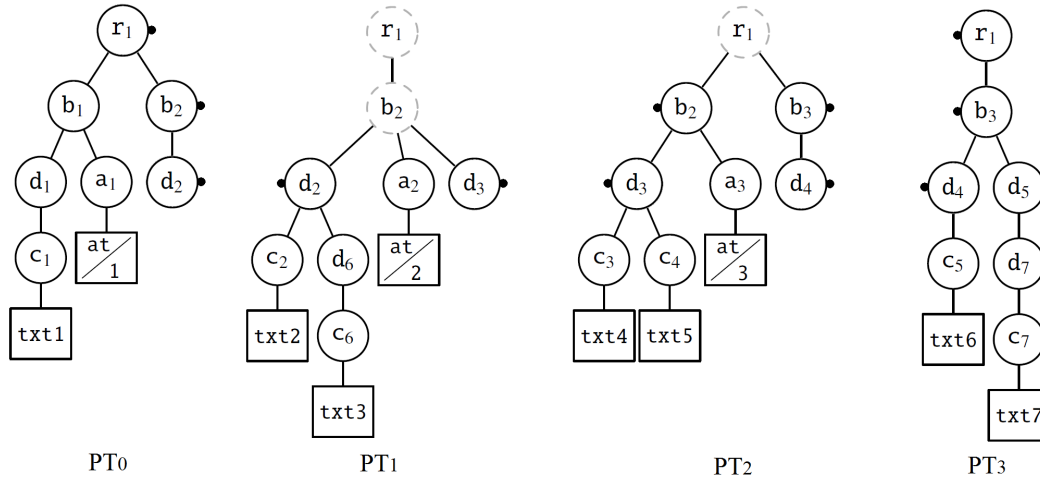 r1 r1 r1 r1
b1 b2 b2 b2 b3 b3
d1 a1 d2 d2 a2 d3 d3 a3 d4 d4 d5
c1 at/1 c2 d6 at/2 c3 c4 at/3 c5 d7
txt1 txt2 c6 txt4 txt5 txt6 c7
txt3 txt7
PT0 PT1 PT2 PT3